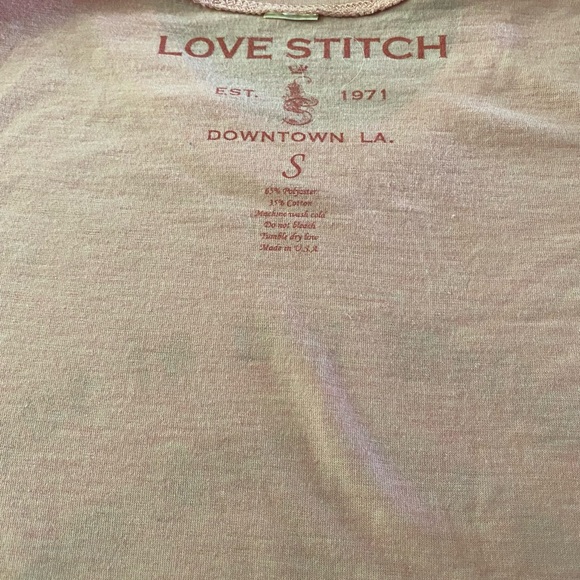 LOVE STITCH
EST. 1971
DOWNTOWN LA.
S
65% Polyester
35% Cotton
Machine wash cold
Do not bleach
Tumble dry low
Made in U.S.A